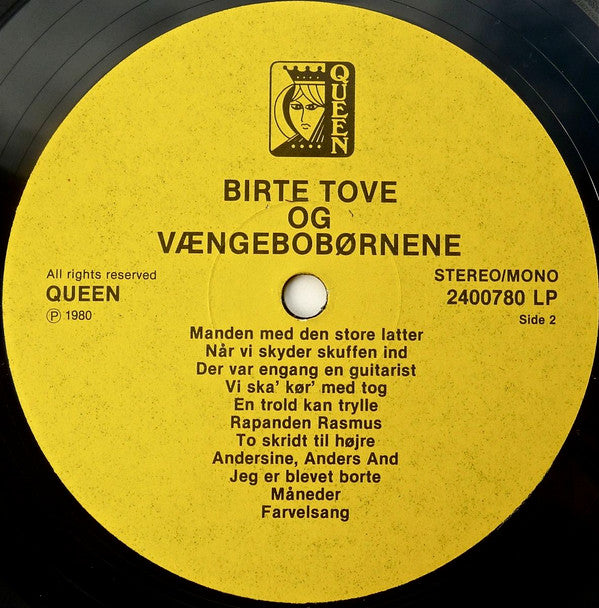 QUEEN
BIRTE TOVE
OG
VÆNGEBOBØRNENE
All rights reserved
QUEEN
Ⓟ 1980
STEREO/MONO
2400780 LP
Side 2
Manden med den store latter
Når vi skyder skuffen ind
Der var engang en guitarist
Vi ska' kør' med tog
En trold kan trylle
Rapanden Rasmus
To skridt til højre
Andersine, Anders And
Jeg er blevet borte
Måneder
Farvelsang